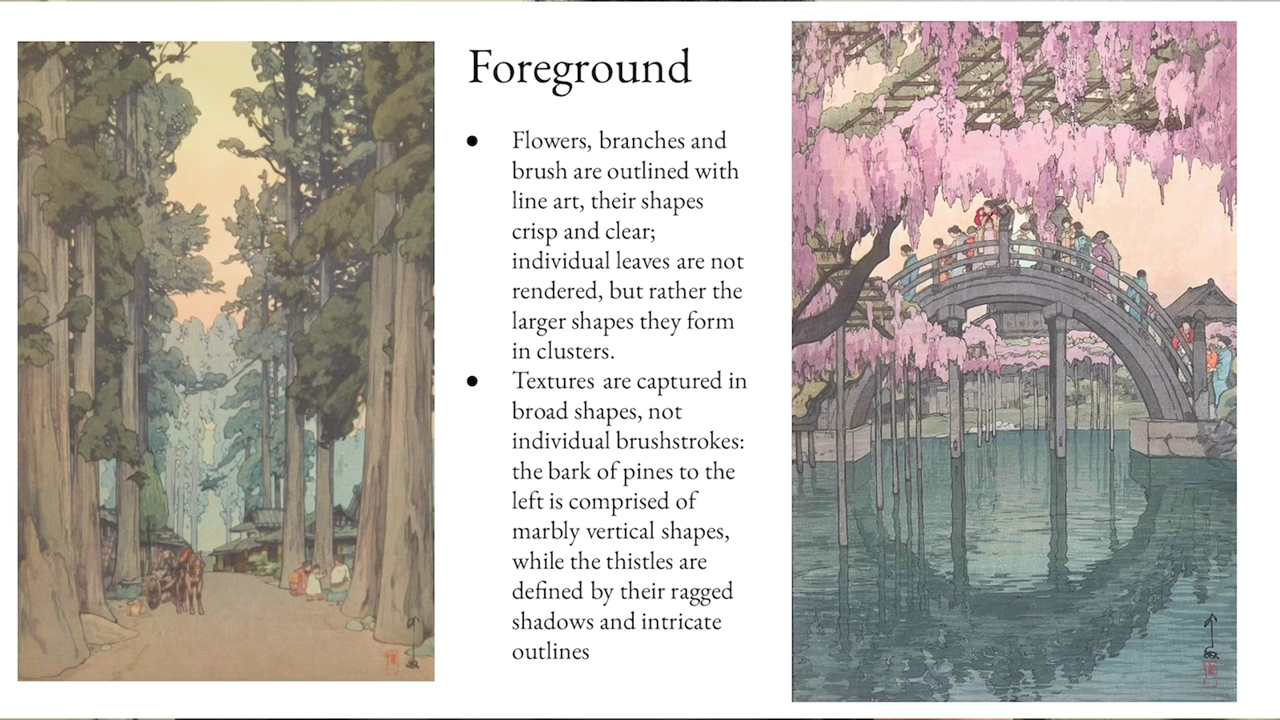 Foreground
● Flowers, branches and
brush are outlined with
line art, their shapes
crisp and clear;
individual leaves are not
rendered, but rather the
larger shapes they form
in clusters.
● Textures are captured in
broad shapes, not
individual brushstrokes:
the bark of pines to the
left is comprised of
marbly vertical shapes,
while the thistles are
defined by their ragged
shadows and intricate
outlines